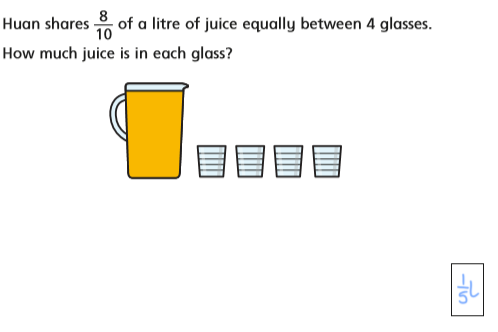 Huan shares 8/10 of a litre of juice equally between 4 glasses.
How much juice is in each glass?
1/5 L